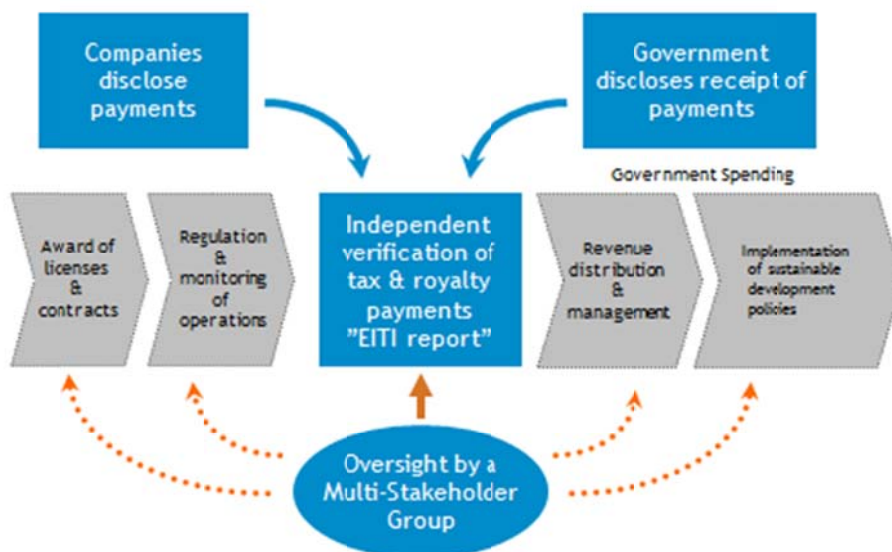 Companies
disclose
payments
Government
discloses receipt of
payments
Government Spending
Award of
licenses
&
contracts
Regulation
&
monitoring
of
operations
Independent
verification of
tax & royalty
payments
"EITI report"
Revenue
distribution
&
management
Implementation
of sustainable
development
policies
Oversight by a
Multi-Stakeholder
Group